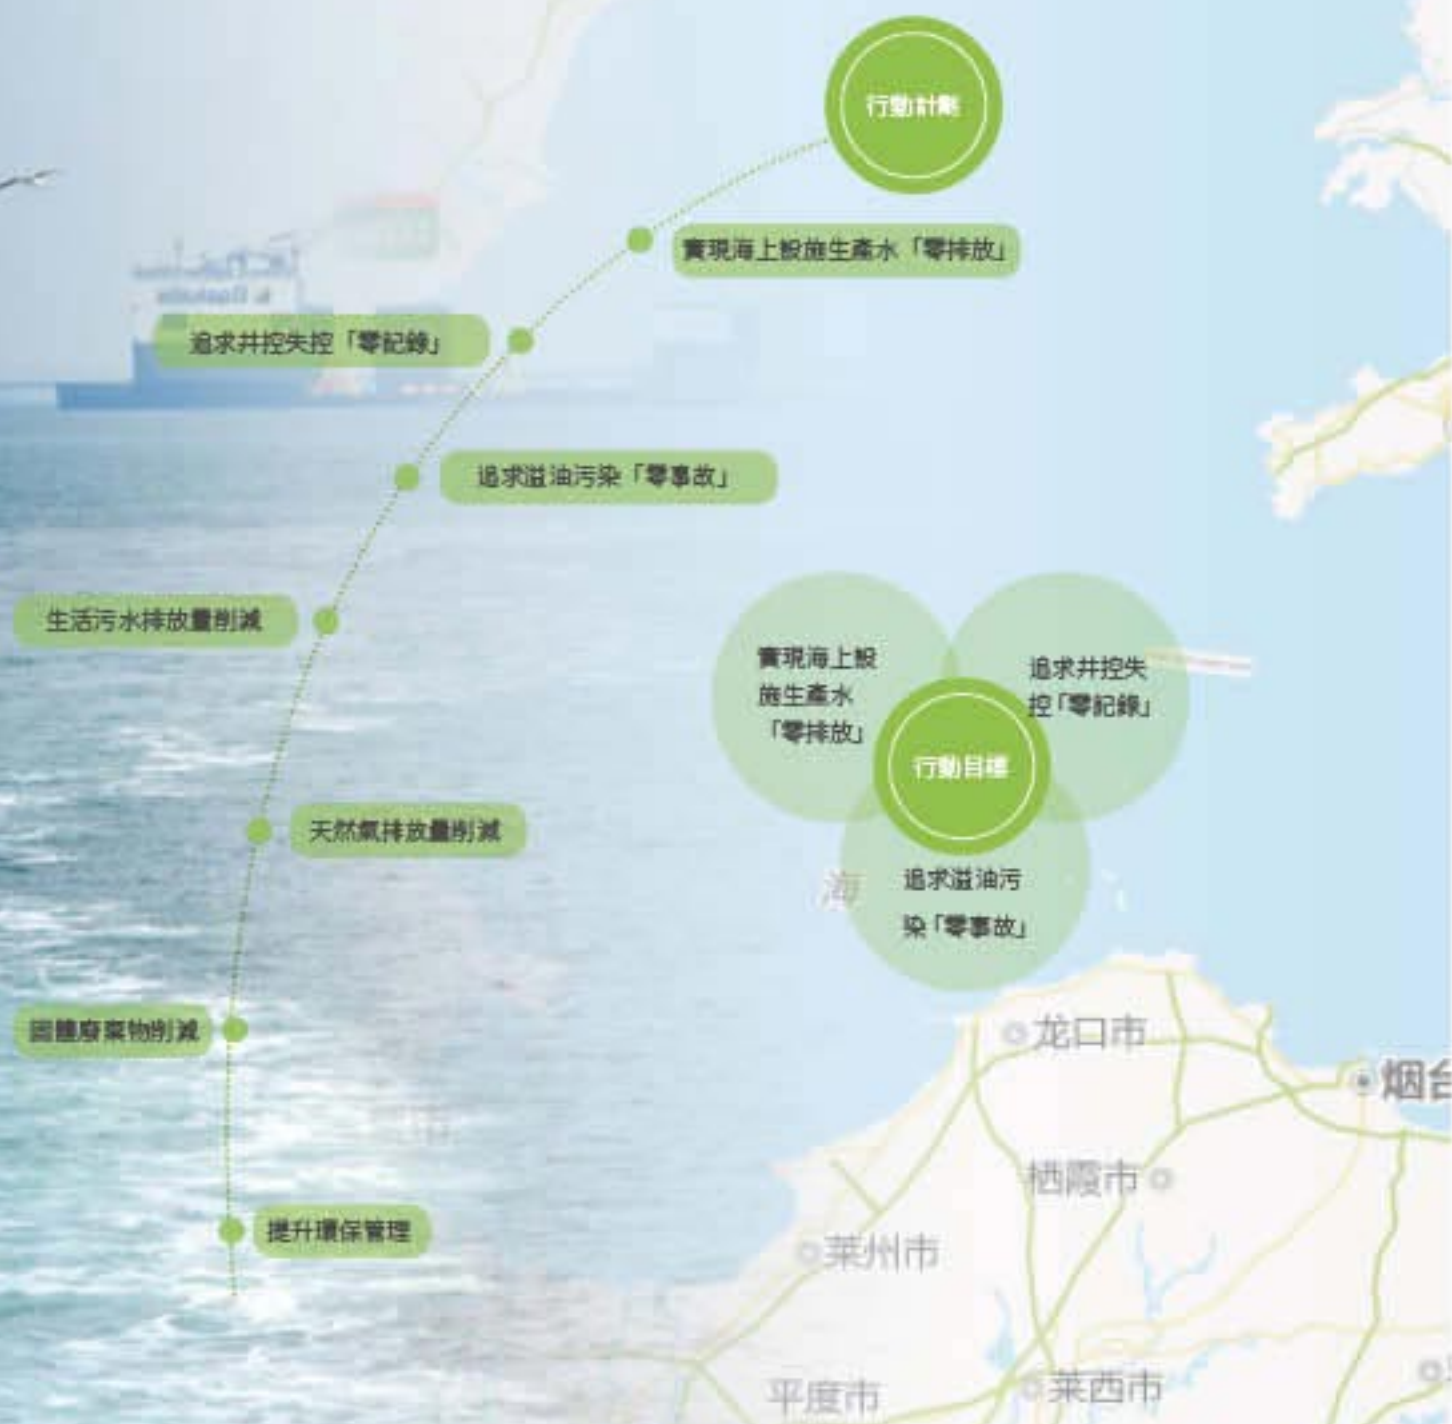 行動計劃
實現海上設施生產水「零排放」
追求井控失控「零記錄」
追求溢油污染「零事故」
生活污水排放量削減
天然氣排放量削減
固體廢棄物削減
提升環保管理
實現海上設
施生產水
「零排放」
追求井控失
控「零記錄」
行動目標
追求溢油污
染「零事故」
海
龙口市
烟台
栖霞市
莱州市
莱西市
平度市